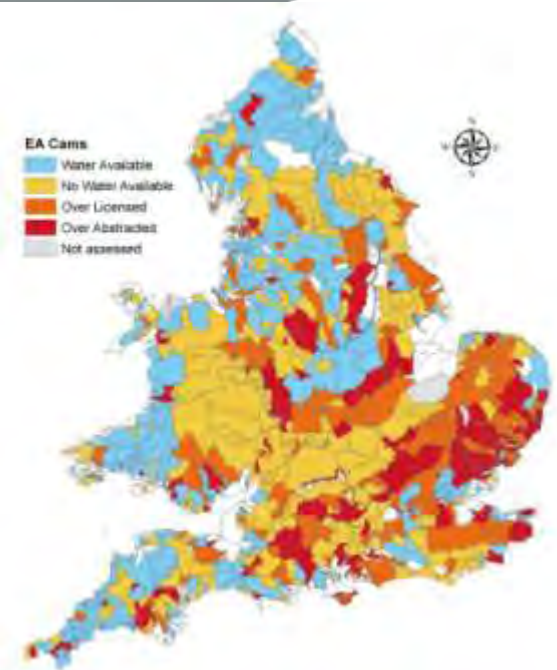 EA Cams
Water Available
No Water Available
Over Licensed
Over Abstracted
Not assessed
N